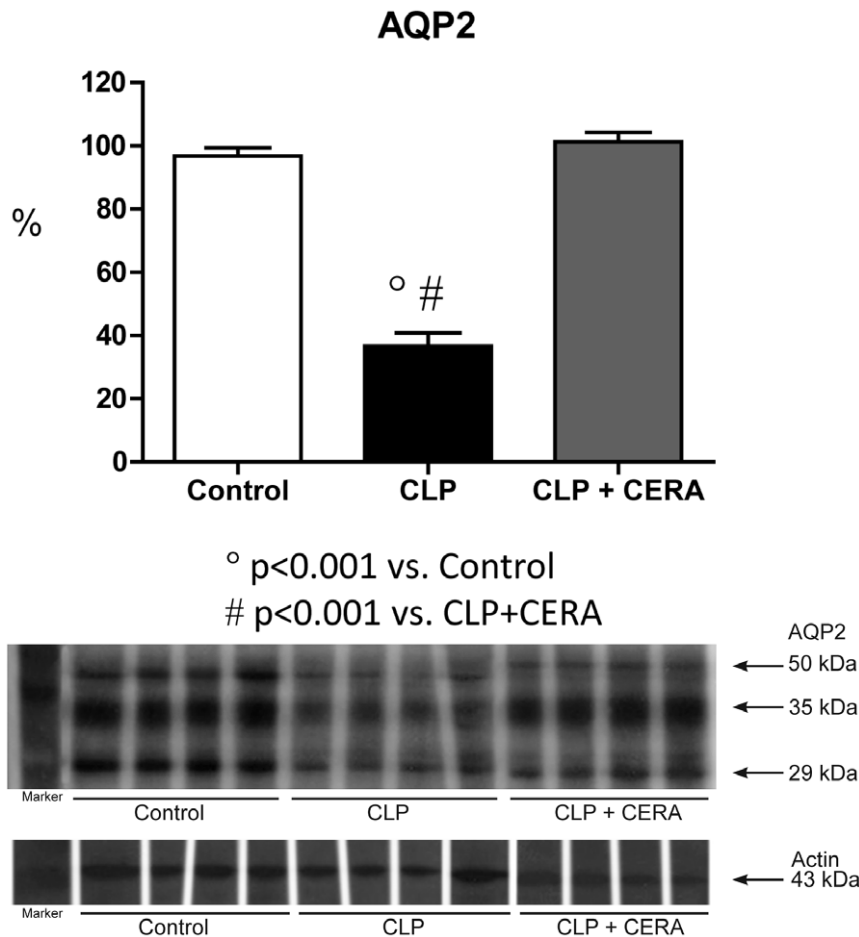 AQP2
120
100
80
60
40
20
0
%
° #
Control CLP CLP + CERA
° p<0.001 vs. Control
# p<0.001 vs. CLP+CERA
AQP2
50 kDa
35 kDa
29 kDa
Marker Control CLP CLP + CERA
Actin
43 kDa
Marker Control CLP CLP + CERA